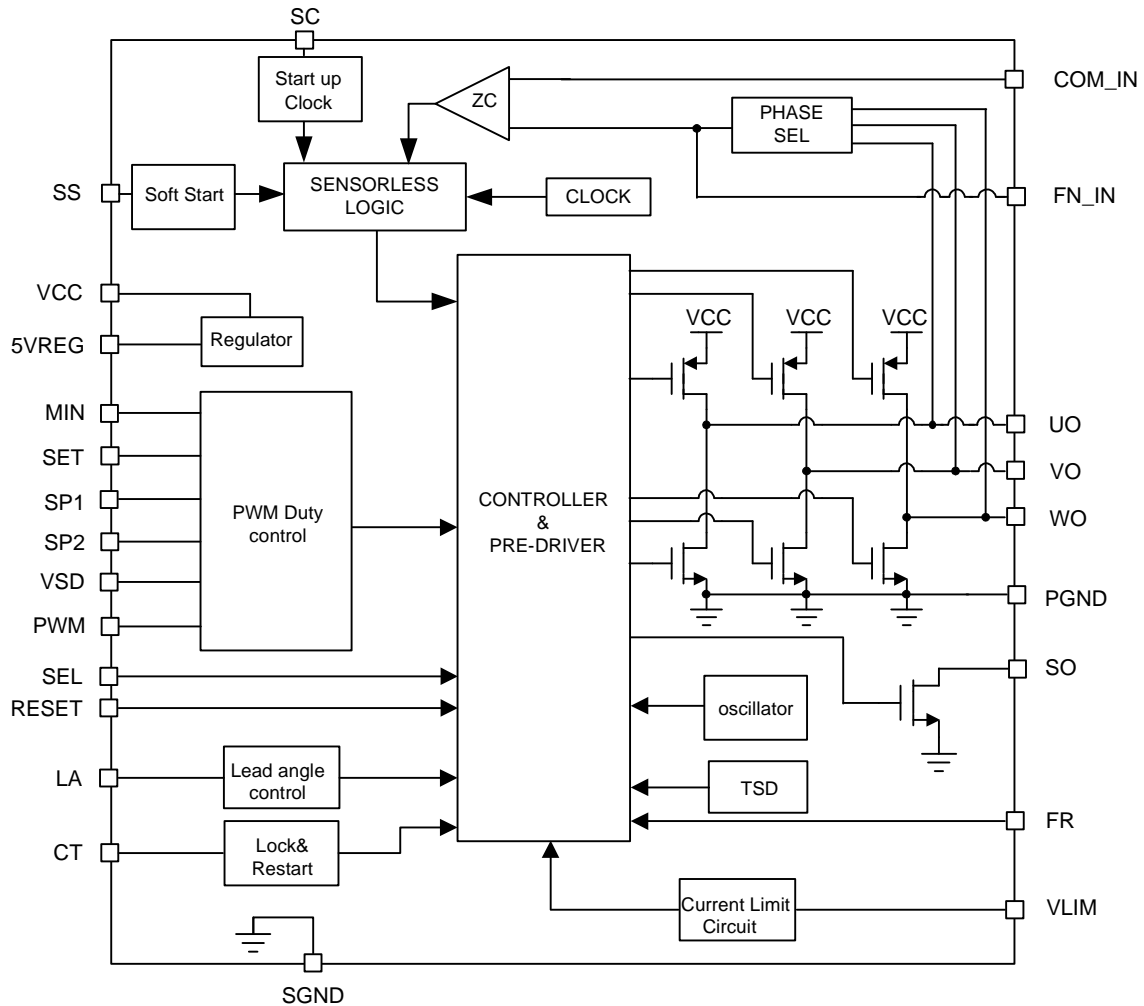 SC
Start up
Clock
ZC
COM_IN
PHASE
SEL
SS
Soft Start
SENSORLESS
LOGIC
CLOCK
FN_IN
VCC
5VREG
Regulator
VCC
VCC
VCC
MIN
SET
SP1
SP2
VSD
PWM
PWM Duty
control
CONTROLLER
&
PRE-DRIVER
UO
VO
WO
PGND
SEL
RESET
SO
oscillator
LA
Lead angle
control
TSD
CT
Lock&
Restart
FR
Current Limit
Circuit
VLIM
SGND